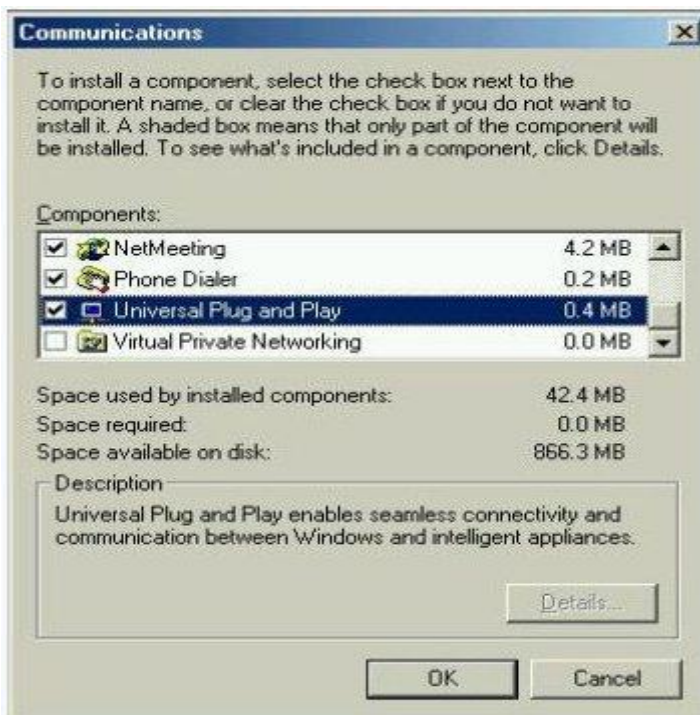 Communications
To install a component, select the check box next to the
component name, or clear the check box if you do not want to
install it. A shaded box means that only part of the component will
be installed. To see what's included in a component, click Details.
Components:
NetMeeting 4.2 MB
Phone Dialer 0.2 MB
Universal Plug and Play 0.4 MB
Virtual Private Networking 0.0 MB
Space used by installed components: 42.4 MB
Space required: 0.0 MB
Space available on disk: 866.3 MB
Description
Universal Plug and Play enables seamless connectivity and
communication between Windows and intelligent appliances.
Details...
OK Cancel